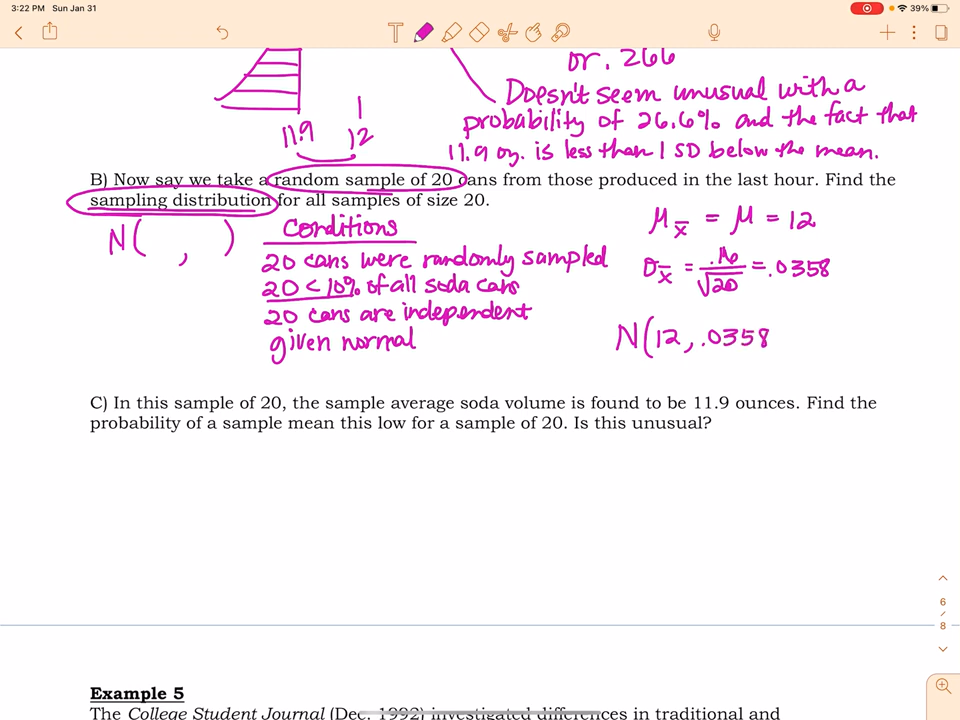 3:22 PM Sun Jan 31
39%
or .266
Doesn't seem unusual with a
probability of 26.6% and the fact that
11.9 oz. is less than 1 SD below the mean.
11.9 12
B) Now say we take a random sample of 20 cans from those produced in the last hour. Find the
sampling distribution for all samples of size 20.
N( , )
Conditions
20 cans were randomly sampled
20 < 10% of all soda cans
20 cans are independent
given normal
μx̄ = μ = 12
σx̄ = .16/√20 = .0358
N(12, .0358
C) In this sample of 20, the sample average soda volume is found to be 11.9 ounces. Find the
probability of a sample mean this low for a sample of 20. Is this unusual?
6
/
8
Example 5
The College Student Journal (Dec. 1992) investigated differences in traditional and